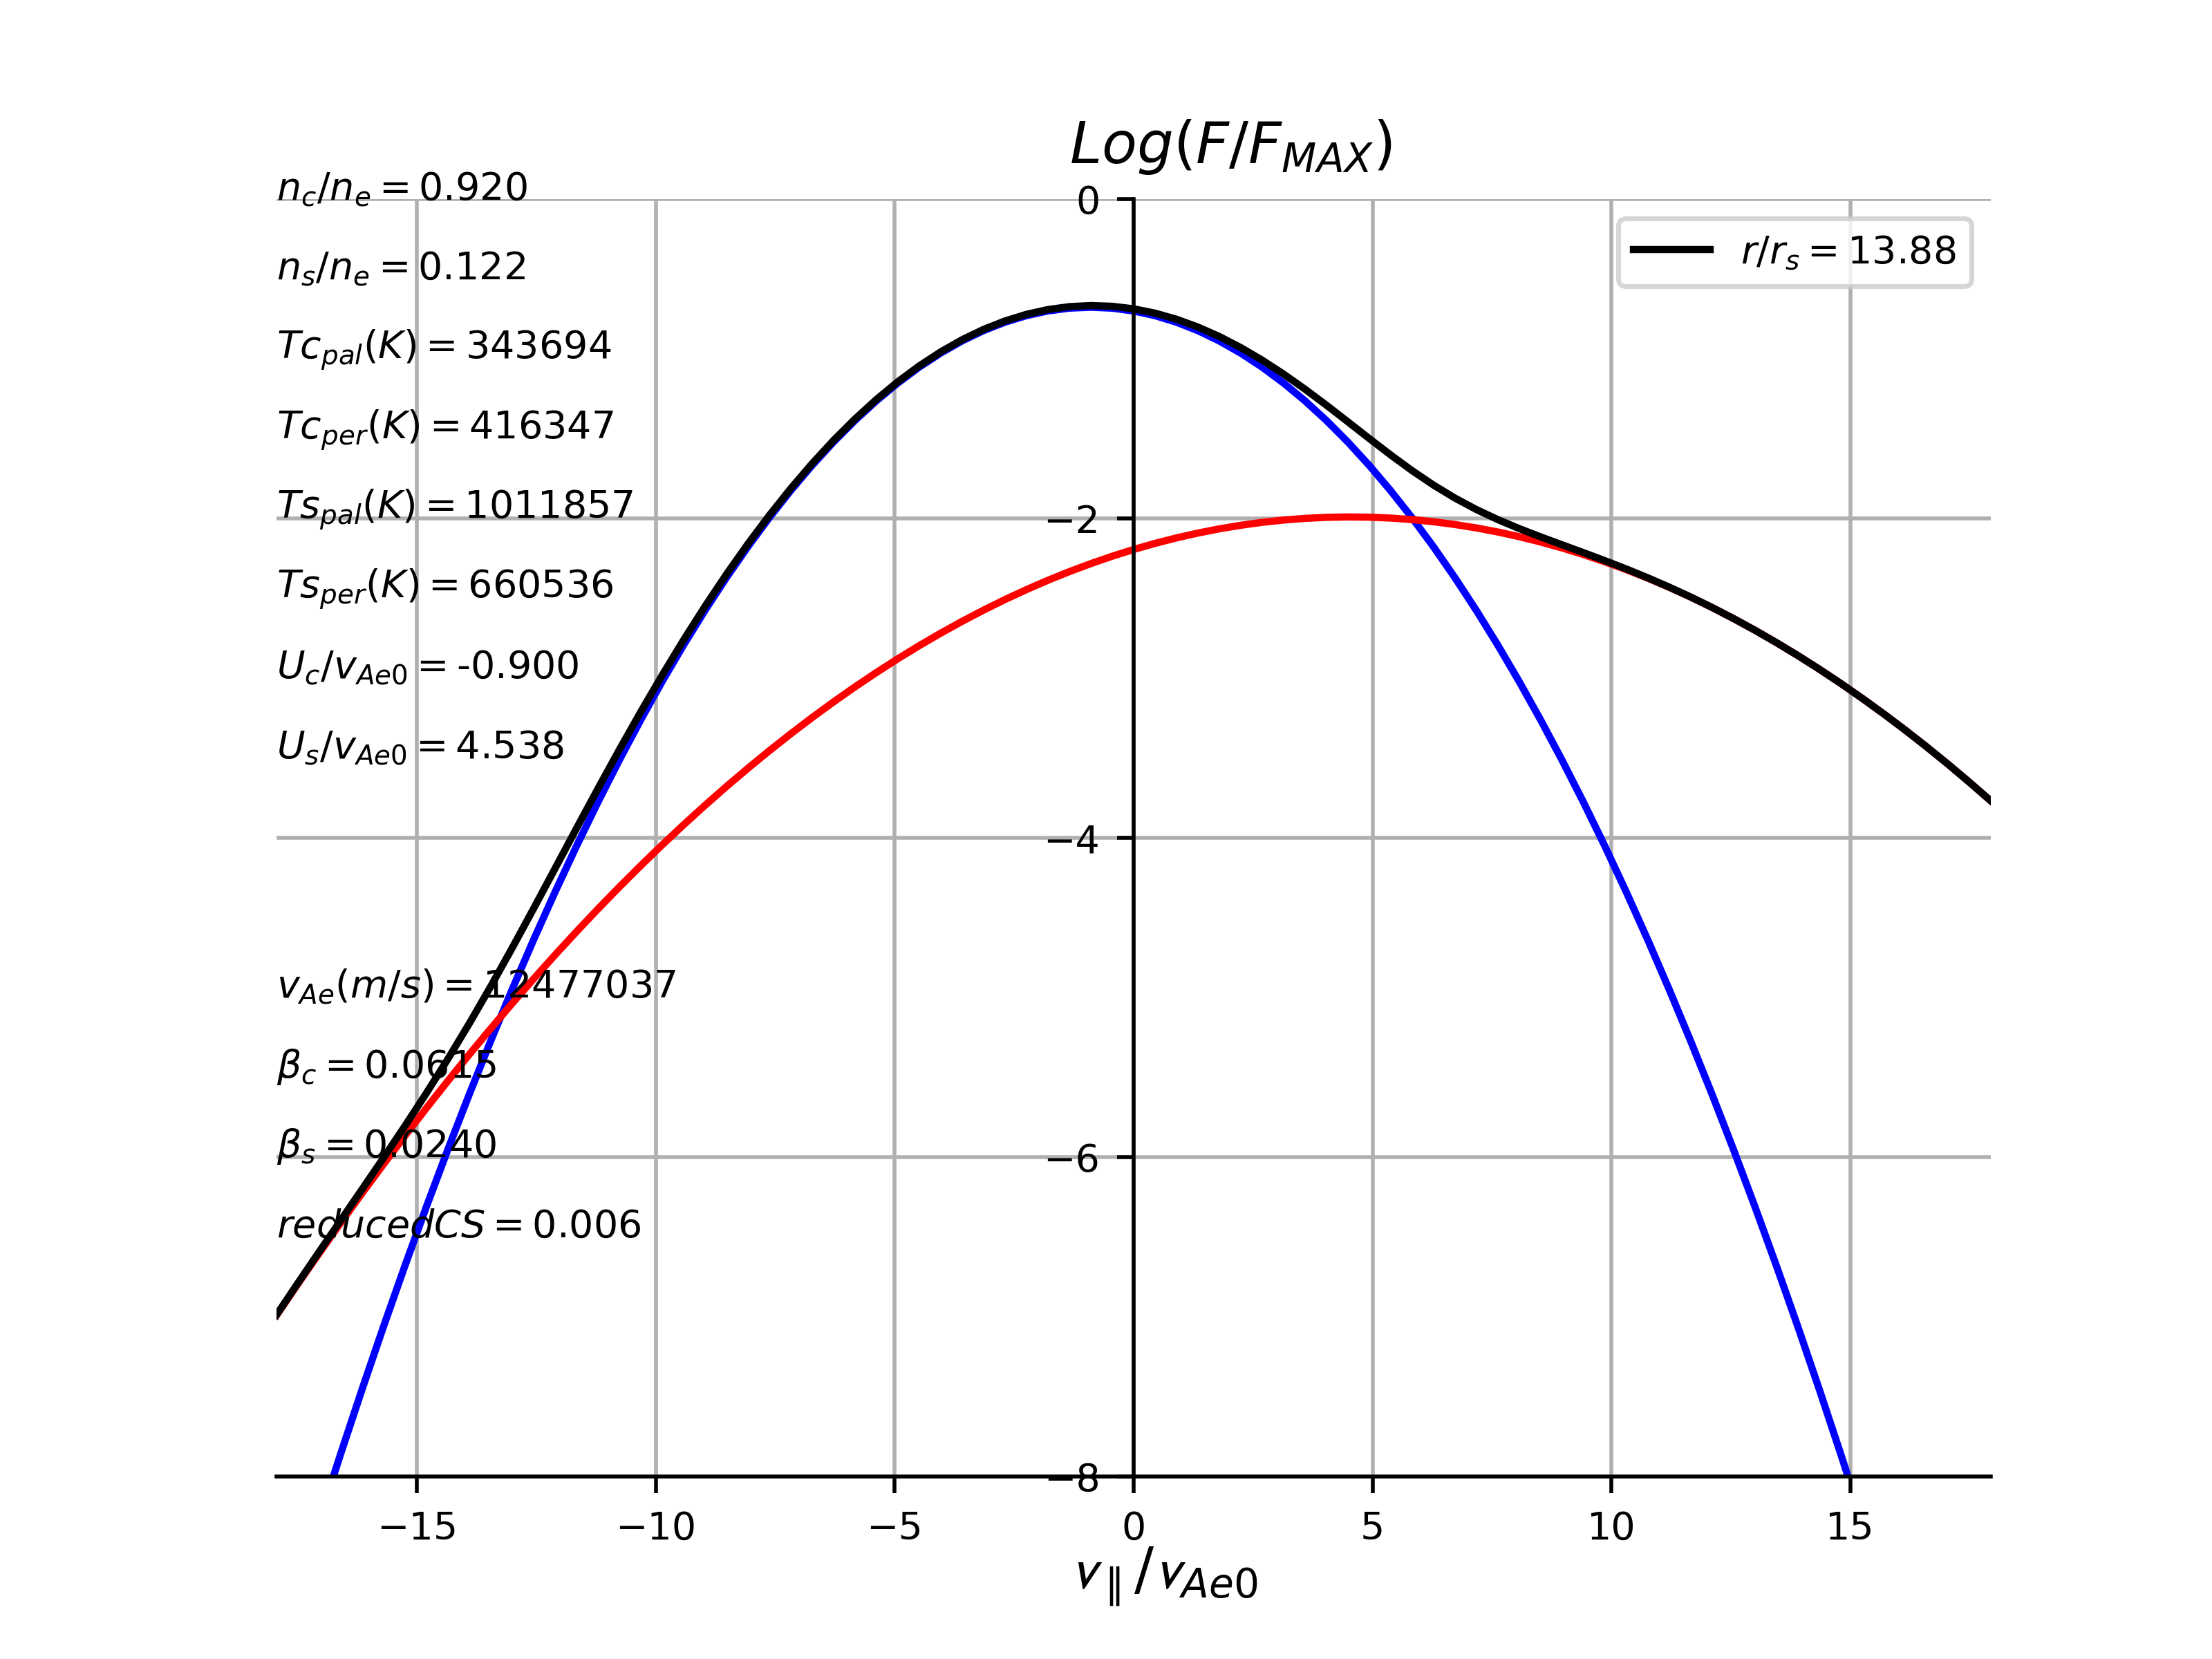 Log(F/F_MAX)
n_c/n_e = 0.920
0
r/r_s = 13.88
n_s/n_e = 0.122
Tc_pal(K) = 343694
Tc_per(K) = 416347
Ts_pal(K) = 1011857
−2
Ts_per(K) = 660536
U_c/v_Ae0 = -0.900
U_s/v_Ae0 = 4.538
−4
v_Ae(m/s) = 12477037
β_c = 0.0615
β_s = 0.0240
−6
reducedCS = 0.006
−8
−15 −10 −5 0 5 10 15
v_∥/v_Ae0